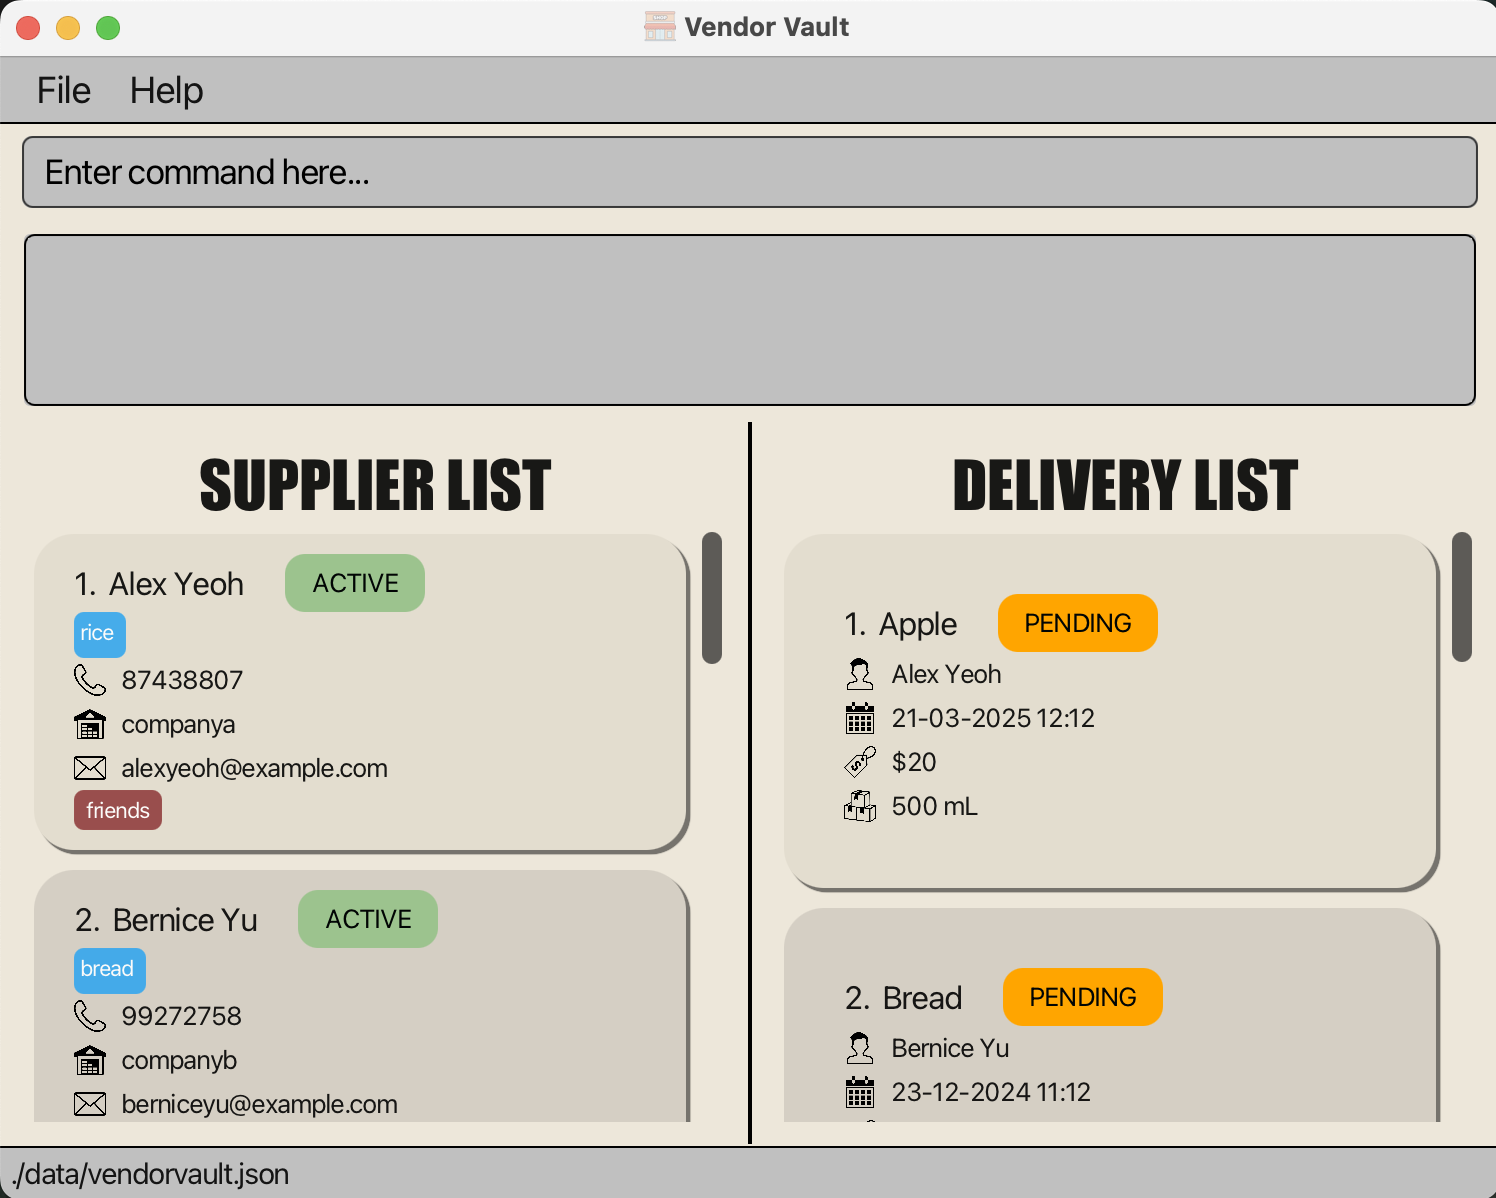 SHOP
Vendor Vault
File Help
Enter command here...
SUPPLIER LIST
1. Alex Yeoh ACTIVE
rice
87438807
companya
alexyeoh@example.com
friends
2. Bernice Yu ACTIVE
bread
99272758
companyb
berniceyu@example.com
DELIVERY LIST
1. Apple PENDING
Alex Yeoh
21-03-2025 12:12
$20
500 mL
2. Bread PENDING
Bernice Yu
23-12-2024 11:12
./data/vendorvault.json